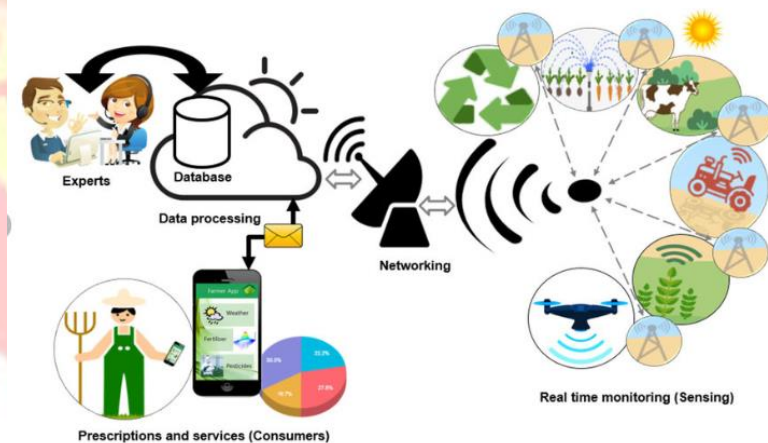 Experts
Database
Data processing
Networking
Farmer App
Weather
Fertilizer
Pesticides
Real time monitoring (Sensing)
Prescriptions and services (Consumers)